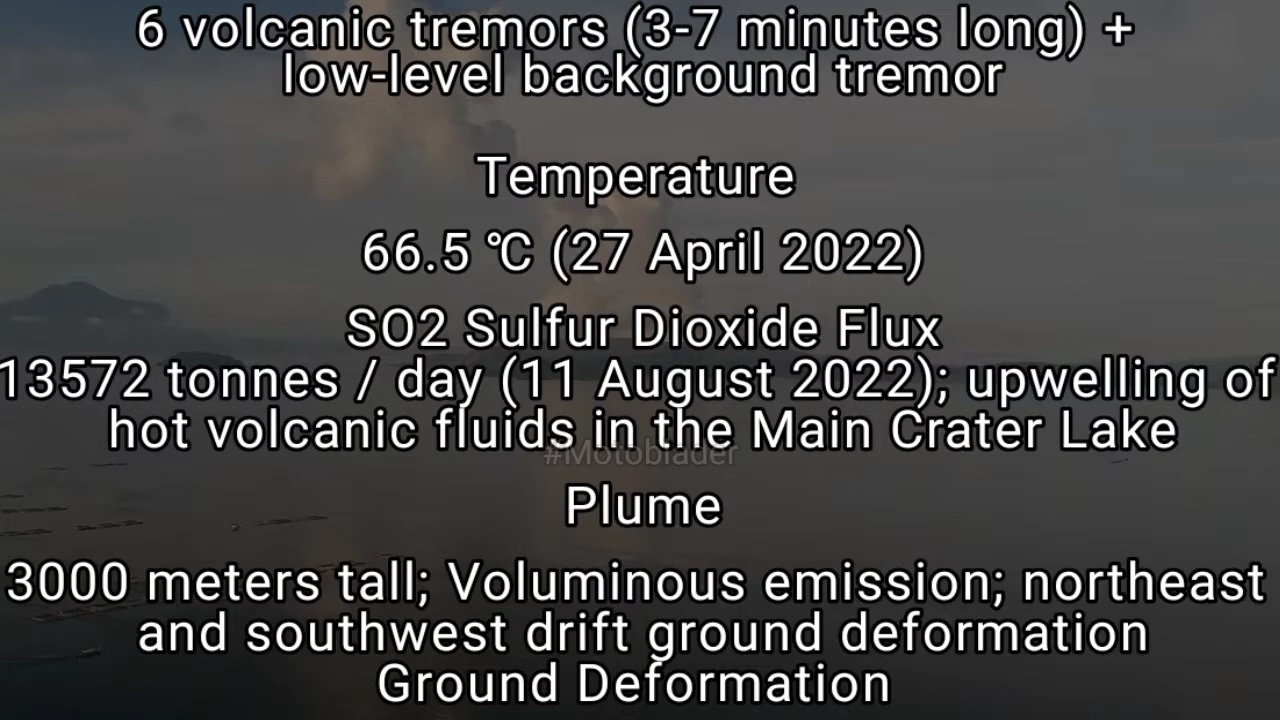 6 volcanic tremors (3-7 minutes long) +
low-level background tremor
Temperature
66.5 ℃ (27 April 2022)
SO2 Sulfur Dioxide Flux
13572 tonnes / day (11 August 2022); upwelling of
hot volcanic fluids in the Main Crater Lake
#Motoblader
Plume
3000 meters tall; Voluminous emission; northeast
and southwest drift ground deformation
Ground Deformation